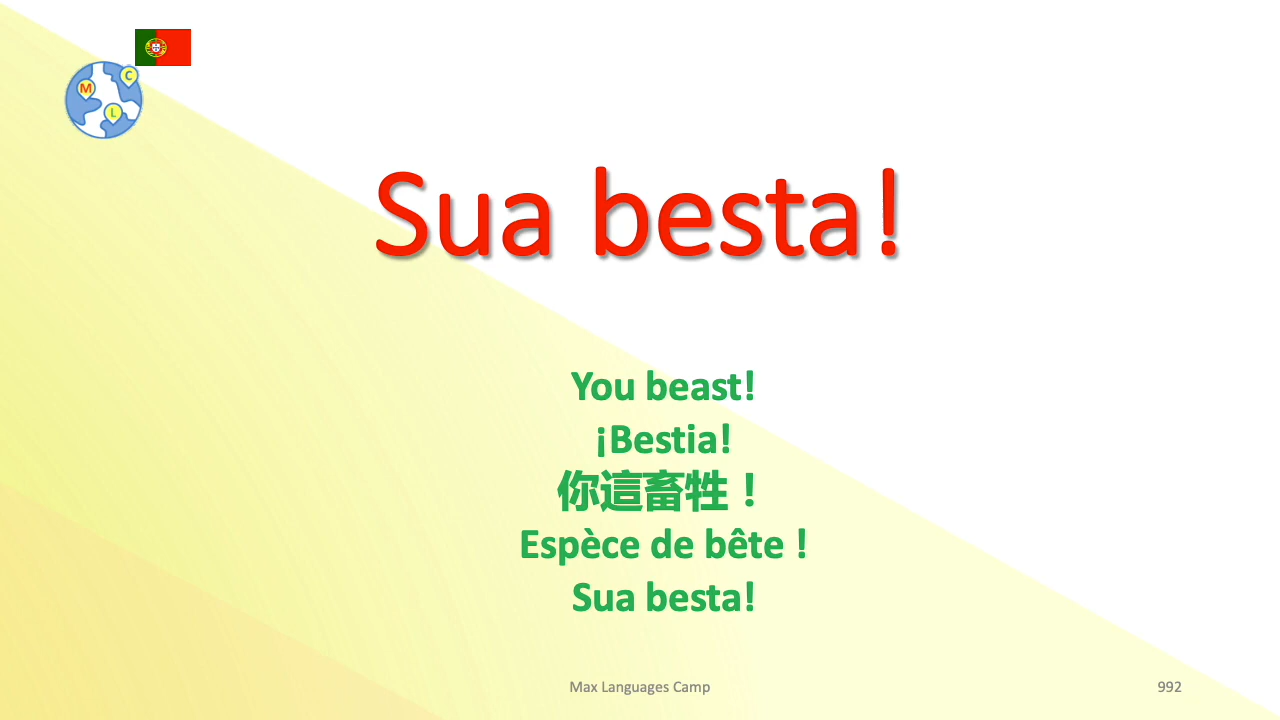 C
M
L
Sua besta!
You beast!
¡Bestia!
你這畜牲！
Espèce de bête !
Sua besta!
Max Languages Camp
992